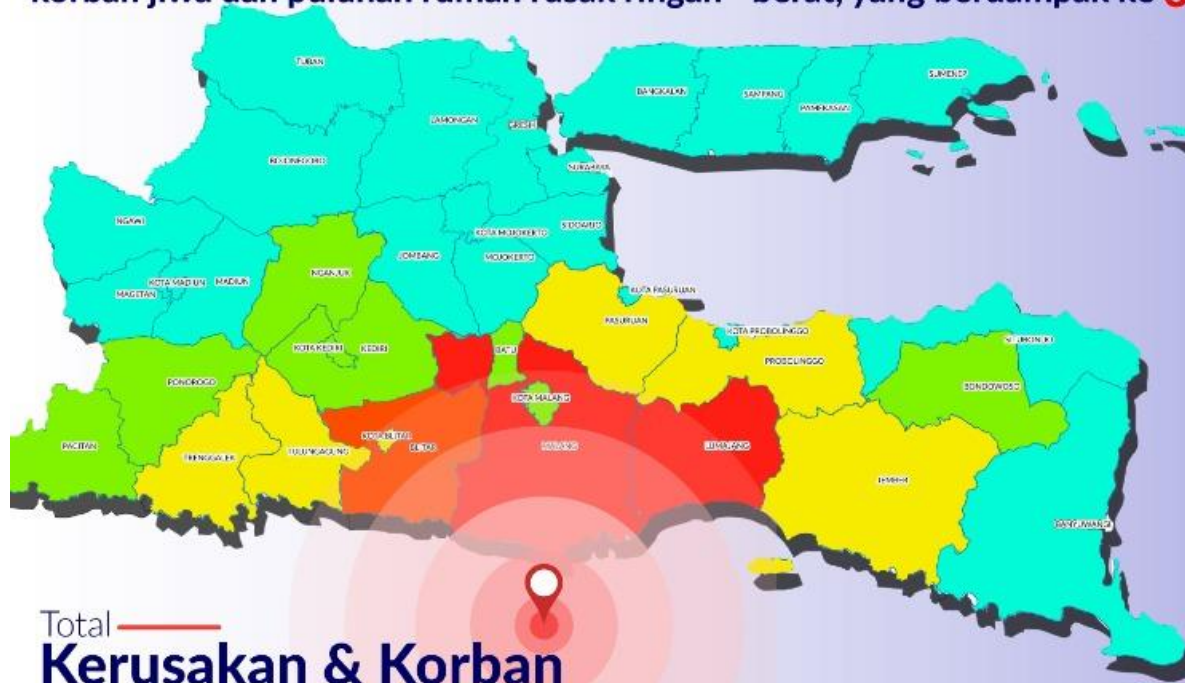 korban jiwa dan puluhan rumah rusak ringan - berat, yang berdampak ke
TUBAN
BANGKALAN
SAMPANG
PAMEKASAN
SUMENEP
LAMONGAN
GRESIK
BOJONEGORO
SURABAYA
NGAWI
KOTA MOJOKERTO
SIDOARJO
JOMBANG
MOJOKERTO
NGANJUK
KOTA MADIUN
MADIUN
MAGETAN
KOTA PASURUAN
PASURUAN
KOTA PROBOLINGGO
PROBOLINGGO
SITUBONDO
KOTA KEDIRI
KEDIRI
BATU
PONOROGO
BONDOWOSO
KOTA MALANG
PACITAN
TRENGGALEK
TULUNGAGUNG
KOTA BLITAR
BLITAR
MALANG
LUMAJANG
JEMBER
BANYUWANGI
Total
Kerusakan & Korban